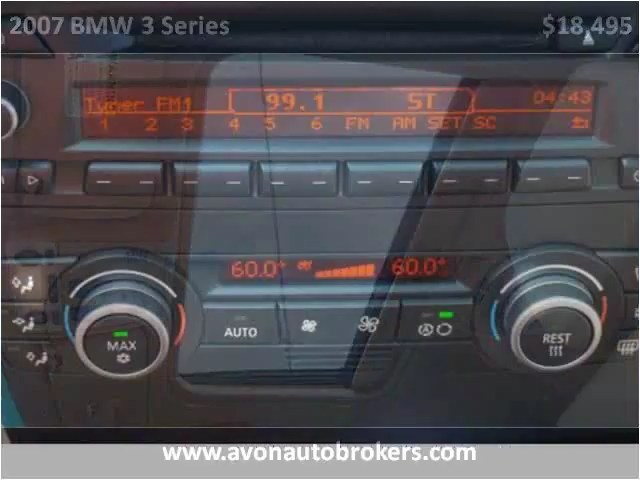 2007 BMW 3 Series $18,495
Tuner FM1 99.1 ST 04:43
1 2 3 4 5 6 FM AM SET SC
60.0° 60.0°
AUTO
MAX
REST
www.avonautobrokers.com